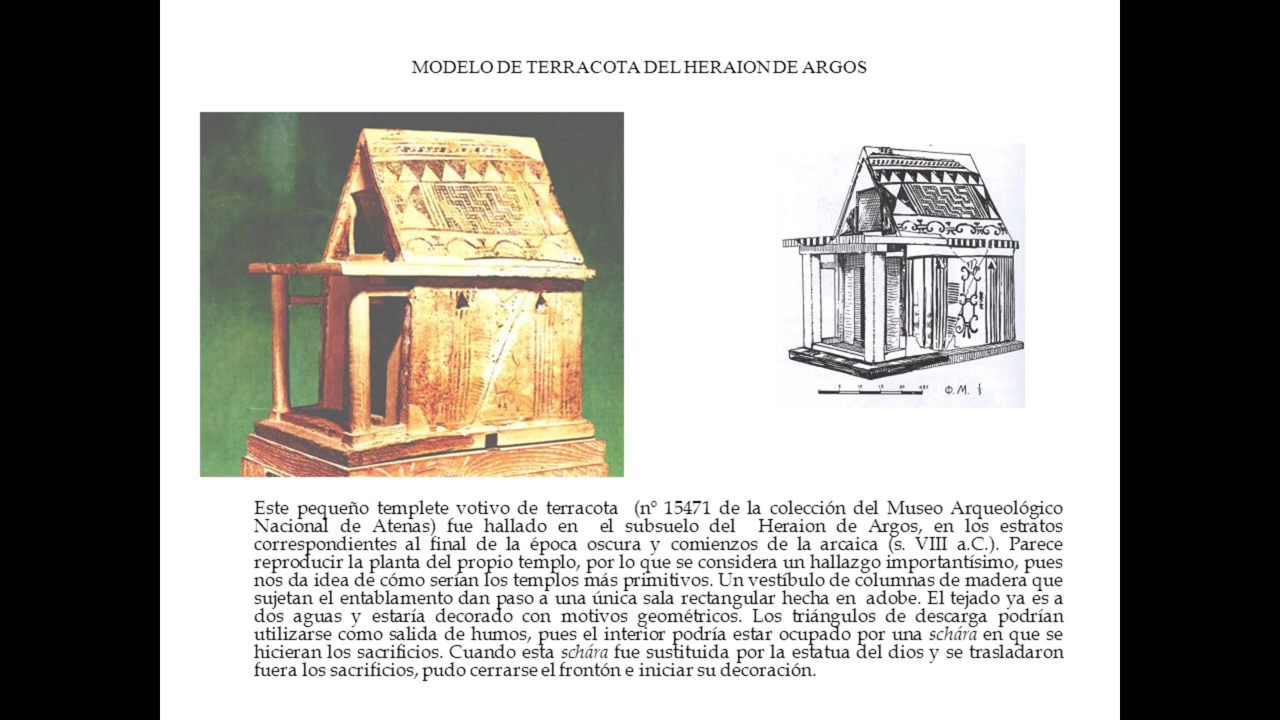 MODELO DE TERRACOTA DEL HERAION DE ARGOS
5 10 15 20
Φ. M.
Este pequeño templete votivo de terracota (nº 15471 de la colección del Museo Arqueológico
Nacional de Atenas) fue hallado en el subsuelo del Heraion de Argos, en los estratos
correspondientes al final de la época oscura y comienzos de la arcaica (s. VIII a.C.). Parece
reproducir la planta del propio templo, por lo que se considera un hallazgo importantísimo, pues
nos da idea de cómo serían los templos más primitivos. Un vestíbulo de columnas de madera que
sujetan el entablamento dan paso a una única sala rectangular hecha en adobe. El tejado ya es a
dos aguas y estaría decorado con motivos geométricos. Los triángulos de descarga podrían
utilizarse como salida de humos, pues el interior podría estar ocupado por una schára en que se
hicieran los sacrificios. Cuando esta schára fue sustituida por la estatua del dios y se trasladaron
fuera los sacrificios, pudo cerrarse el frontón e iniciar su decoración.